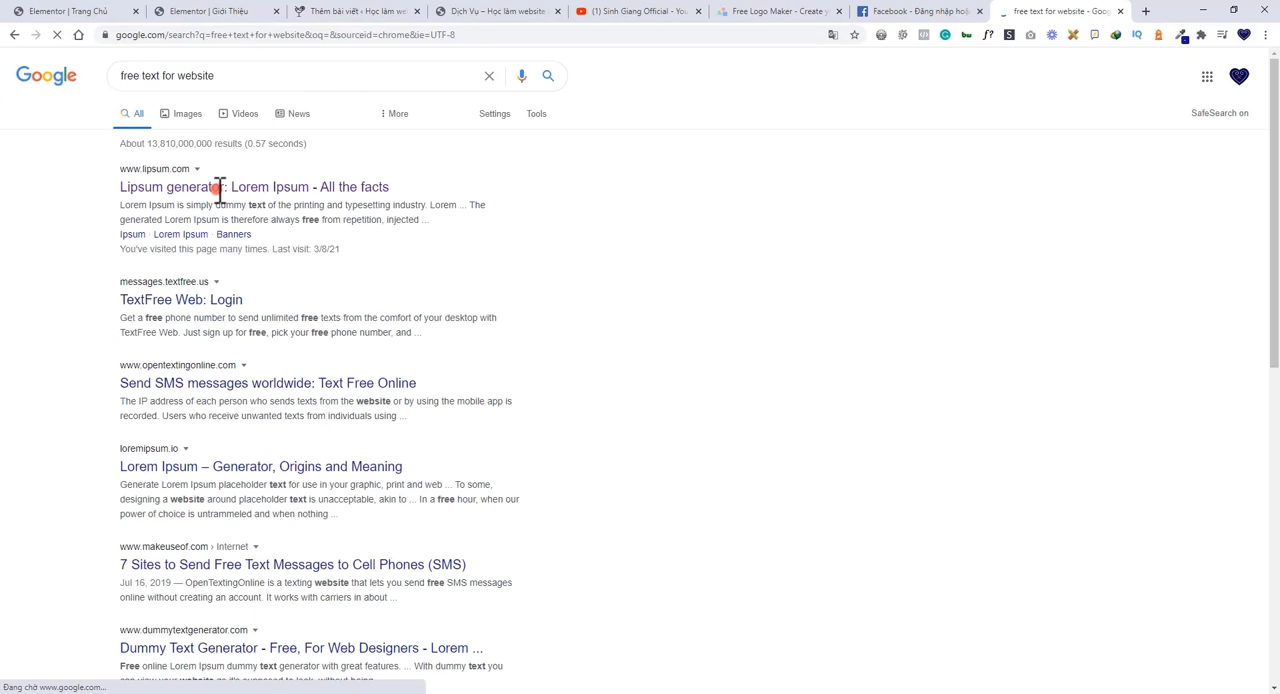 Elementor | Trang Chủ
Elementor | Giới Thiệu
Thêm bài viết ‹ Học làm we
Dịch Vụ – Học làm website
(1) Sinh Giang Official - You
Free Logo Maker - Create yo
Facebook - Đăng nhập hoặc
free text for website - Goo
google.com/search?q=free+text+for+website&oq=&sourceid=chrome&ie=UTF-8
Google
free text for website
All
Images
Videos
News
More
Settings
Tools
SafeSearch on
About 13,810,000,000 results (0.57 seconds)
www.lipsum.com
Lipsum generator: Lorem Ipsum - All the facts
Lorem Ipsum is simply dummy text of the printing and typesetting industry. Lorem ... The
generated Lorem Ipsum is therefore always free from repetition, injected ...
Ipsum · Lorem Ipsum · Banners
You've visited this page many times. Last visit: 3/8/21
messages.textfree.us
TextFree Web: Login
Get a free phone number to send unlimited free texts from the comfort of your desktop with
TextFree Web. Just sign up for free, pick your free phone number, and ...
www.opentextingonline.com
Send SMS messages worldwide: Text Free Online
The IP address of each person who sends texts from the website or by using the mobile app is
recorded. Users who receive unwanted texts from individuals using ...
loremipsum.io
Lorem Ipsum – Generator, Origins and Meaning
Generate Lorem Ipsum placeholder text for use in your graphic, print and web ... To some,
designing a website around placeholder text is unacceptable, akin to ... In a free hour, when our
power of choice is untrammeled and when nothing ...
www.makeuseof.com › Internet
7 Sites to Send Free Text Messages to Cell Phones (SMS)
Jul 16, 2019 — OpenTextingOnline is a texting website that lets you send free SMS messages
online without creating an account. It works with carriers in about ...
www.dummytextgenerator.com
Dummy Text Generator - Free, For Web Designers - Lorem ...
Free online Lorem Ipsum dummy text generator with great features. ... With dummy text you
can view your website as it's supposed to look, without being
Đang chờ www.google.com...